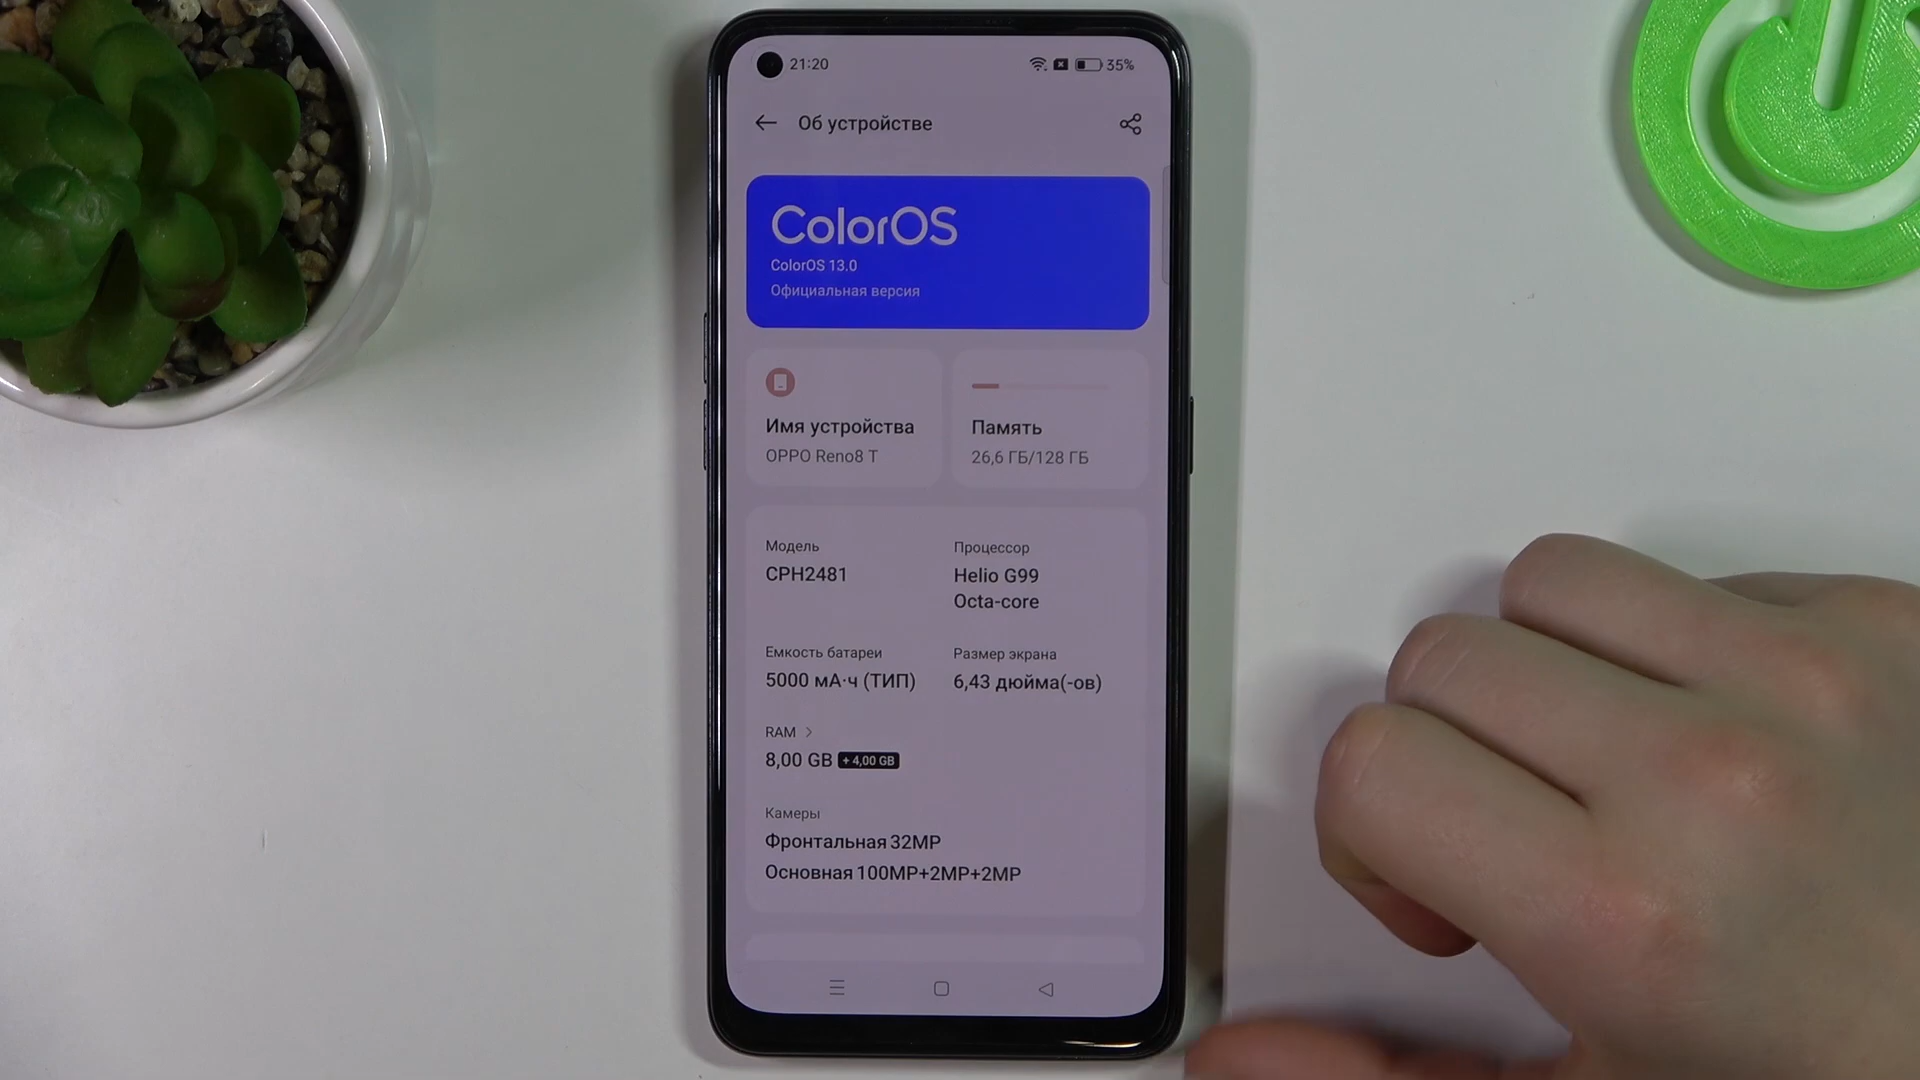 21:20
35%
Об устройстве
ColorOS
ColorOS 13.0
Официальная версия
Имя устройства
OPPO Reno8 T
Память
26,6 ГБ/128 ГБ
Модель
CPH2481
Процессор
Helio G99
Octa-core
Емкость батареи
5000 мА·ч (ТИП)
Размер экрана
6,43 дюйма(-ов)
RAM >
8,00 GB + 4,00 GB
Камеры
Фронтальная 32MP
Основная 100MP+2MP+2MP